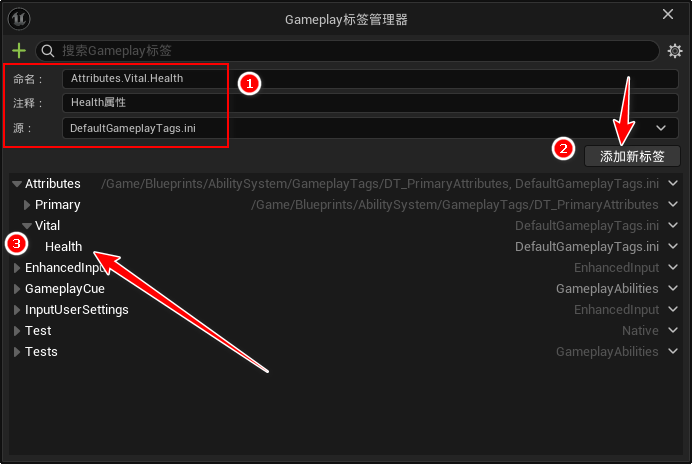 Gameplay标签管理器
搜索Gameplay标签
命名： Attributes.Vital.Health
1
注释： Health属性
源： DefaultGameplayTags.ini
2
添加新标签
Attributes /Game/Blueprints/AbilitySystem/GameplayTags/DT_PrimaryAttributes, DefaultGameplayTags.ini
Primary /Game/Blueprints/AbilitySystem/GameplayTags/DT_PrimaryAttributes
Vital DefaultGameplayTags.ini
3 Health DefaultGameplayTags.ini
EnhancedInput EnhancedInput
GameplayCue GameplayAbilities
InputUserSettings EnhancedInput
Test Native
Tests GameplayAbilities